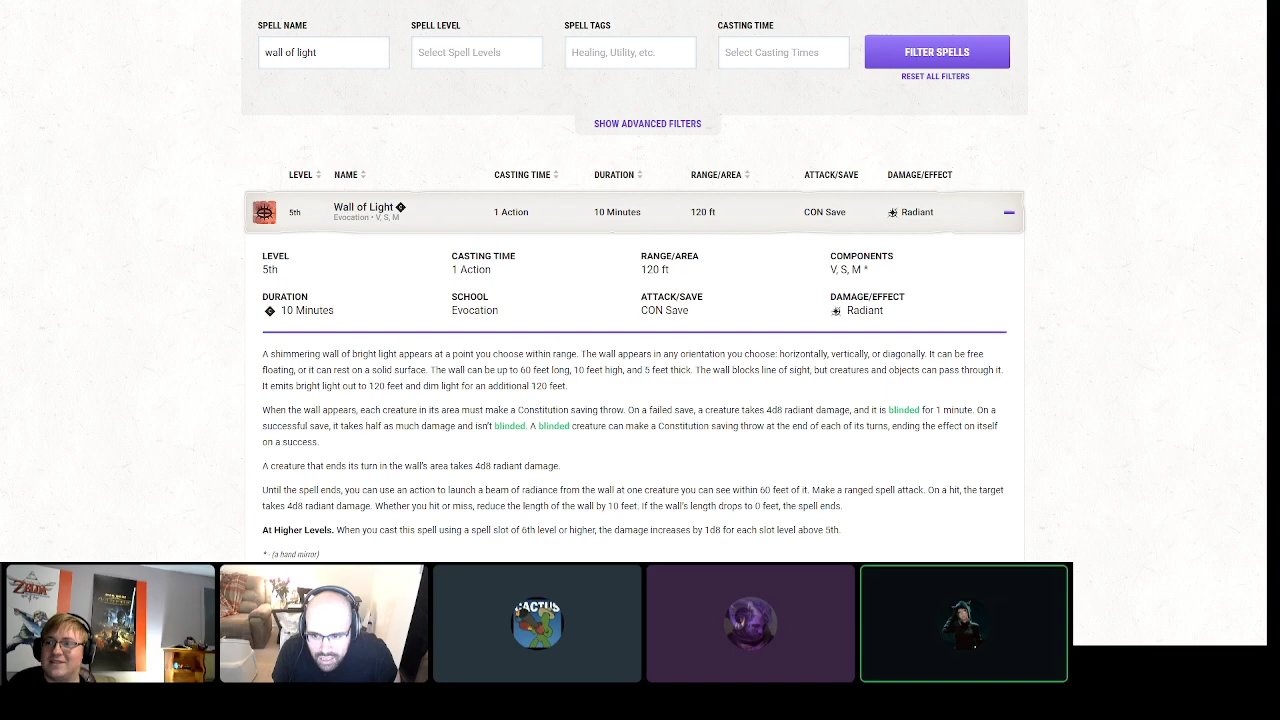 SPELL NAME SPELL LEVEL SPELL TAGS CASTING TIME
wall of light Select Spell Levels Healing, Utility, etc. Select Casting Times FILTER SPELLS
RESET ALL FILTERS
SHOW ADVANCED FILTERS
LEVEL NAME CASTING TIME DURATION RANGE/AREA ATTACK/SAVE DAMAGE/EFFECT
5th Wall of Light 1 Action 10 Minutes 120 ft CON Save Radiant
Evocation • V, S, M
LEVEL CASTING TIME RANGE/AREA COMPONENTS
5th 1 Action 120 ft V, S, M *
DURATION SCHOOL ATTACK/SAVE DAMAGE/EFFECT
10 Minutes Evocation CON Save Radiant
A shimmering wall of bright light appears at a point you choose within range. The wall appears in any orientation you choose: horizontally, vertically, or diagonally. It can be free
floating, or it can rest on a solid surface. The wall can be up to 60 feet long, 10 feet high, and 5 feet thick. The wall blocks line of sight, but creatures and objects can pass through it.
It emits bright light out to 120 feet and dim light for an additional 120 feet.
When the wall appears, each creature in its area must make a Constitution saving throw. On a failed save, a creature takes 4d8 radiant damage, and it is blinded for 1 minute. On a
successful save, it takes half as much damage and isn't blinded. A blinded creature can make a Constitution saving throw at the end of each of its turns, ending the effect on itself
on a success.
A creature that ends its turn in the wall's area takes 4d8 radiant damage.
Until the spell ends, you can use an action to launch a beam of radiance from the wall at one creature you can see within 60 feet of it. Make a ranged spell attack. On a hit, the target
takes 4d8 radiant damage. Whether you hit or miss, reduce the length of the wall by 10 feet. If the wall's length drops to 0 feet, the spell ends.
At Higher Levels. When you cast this spell using a spell slot of 6th level or higher, the damage increases by 1d8 for each slot level above 5th.
* - (a hand mirror)
ZELDA
CACTUS